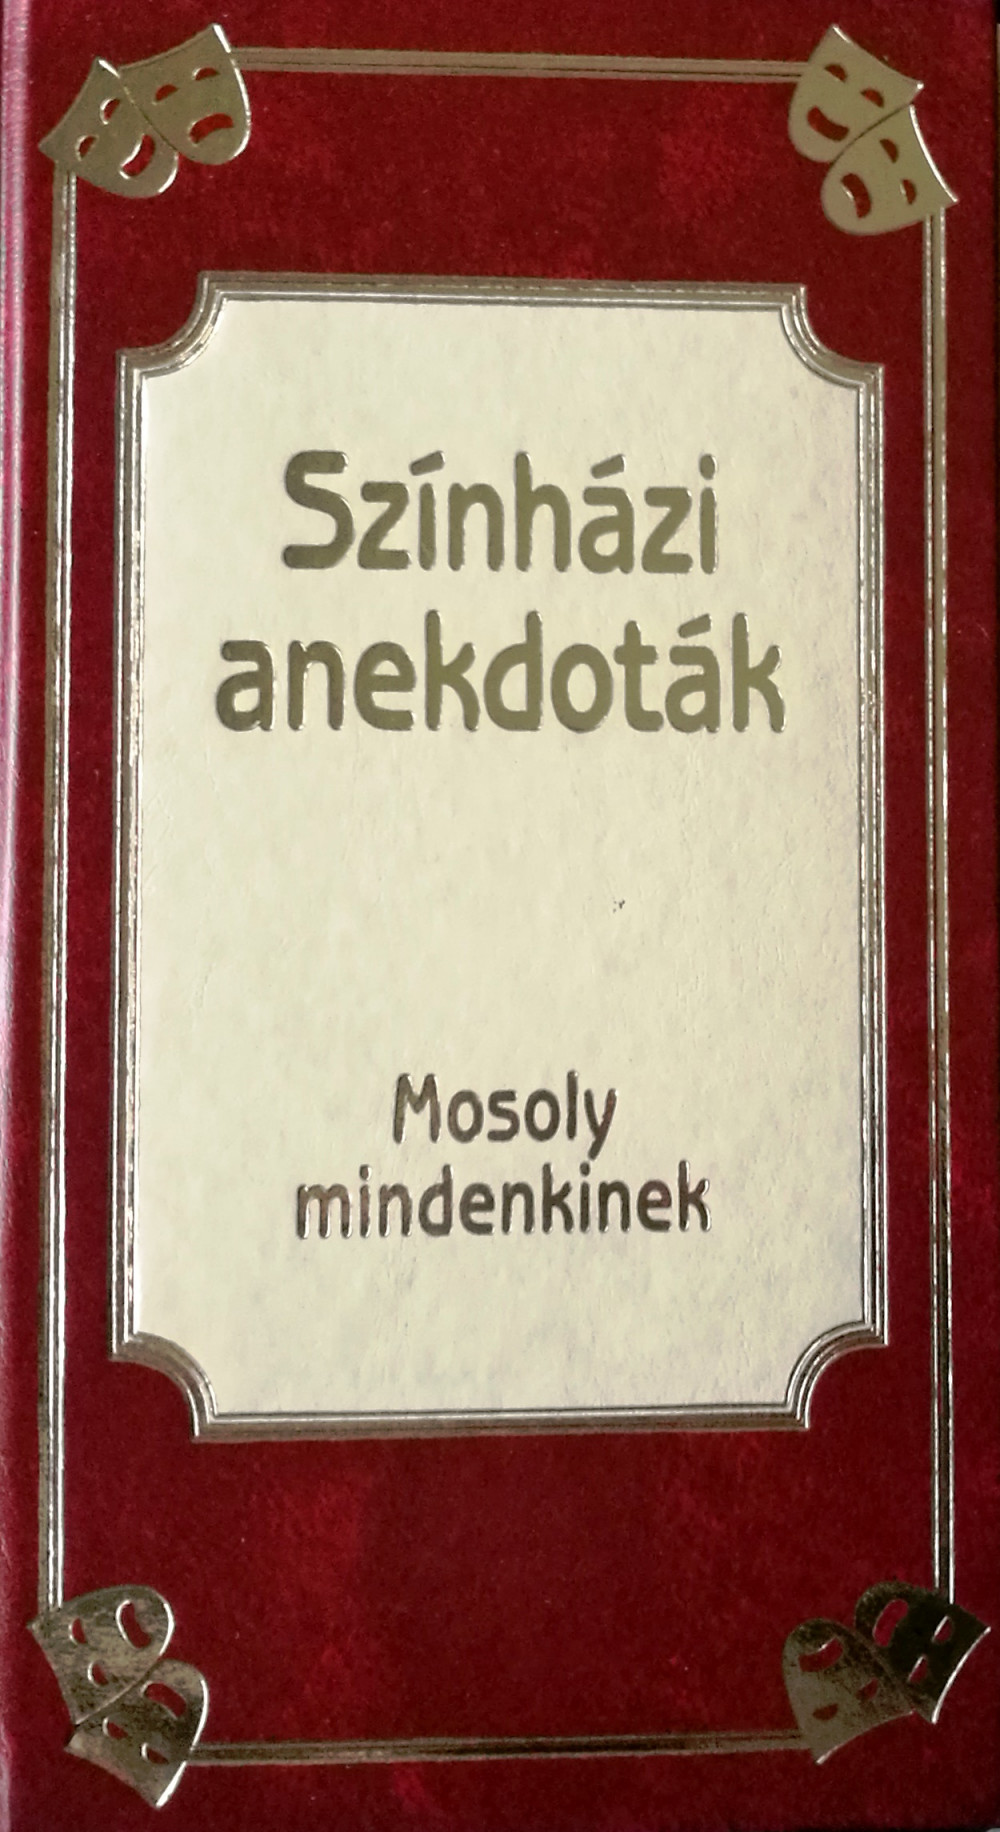 Színházi
anekdoták
Mosoly
mindenkinek